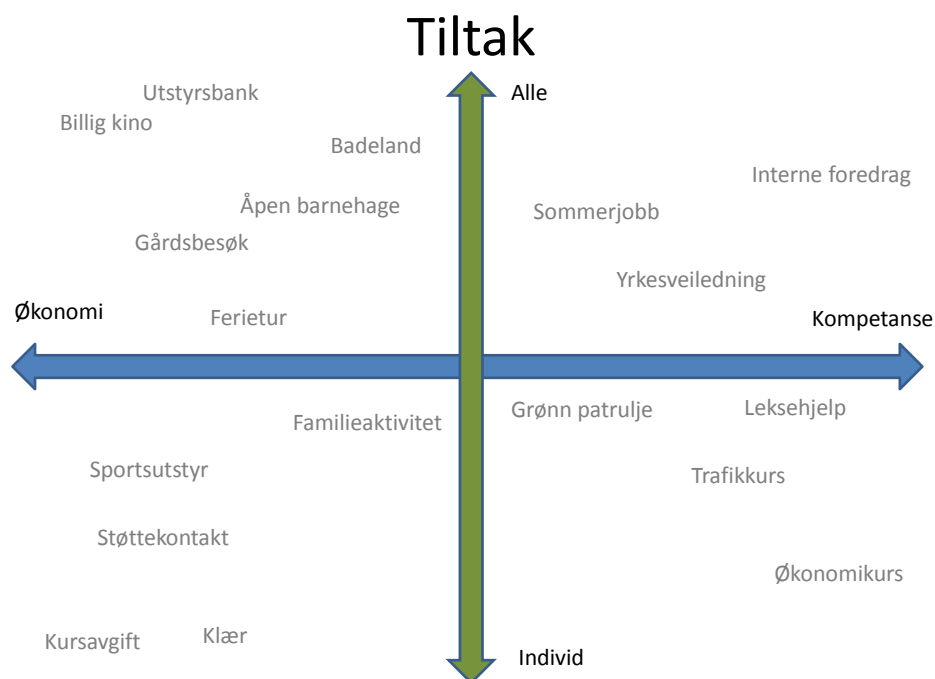 Tiltak
Utstyrsbank
Alle
Billig kino
Badeland
Interne foredrag
Åpen barnehage
Sommerjobb
Gårdsbesøk
Yrkesveiledning
Økonomi
Ferietur
Kompetanse
Familieaktivitet
Grønn patrulje
Leksehjelp
Sportsutstyr
Trafikkurs
Støttekontakt
Økonomikurs
Kursavgift
Klær
Individ